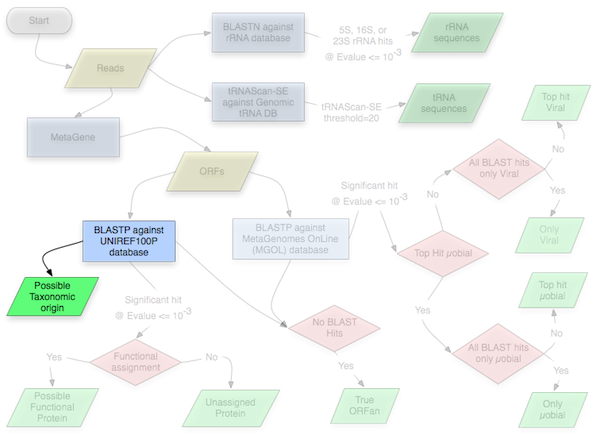 Start
BLASTN against
rRNA database
5S, 16S, or
23S rRNA hits
@ Evalue <= 10-3
rRNA
sequences
Reads
tRNAScan-SE
against Genomic
tRNA DB
tRNAScan-SE
threshold=20
tRNA
sequences
Top hit
Viral
MetaGene
No
All BLAST hits
only Viral
ORFs
Significant hit
@ Evalue <= 10-3
No
Yes
BLASTP against
UNIREF100P
database
BLASTP against
MetaGenomes OnLine
(MGOL) database
Only
Viral
Top Hit µobial
Possible
Taxonomic
origin
Top hit
µobial
Significant hit
@ Evalue <= 10-3
No BLAST
Hits
Yes
No
All BLAST hits
only µobial
Yes
Functional
assignment
No
Yes
Yes
Possible
Functional
Protein
Unassigned
Protein
True
ORFan
Only
µobial